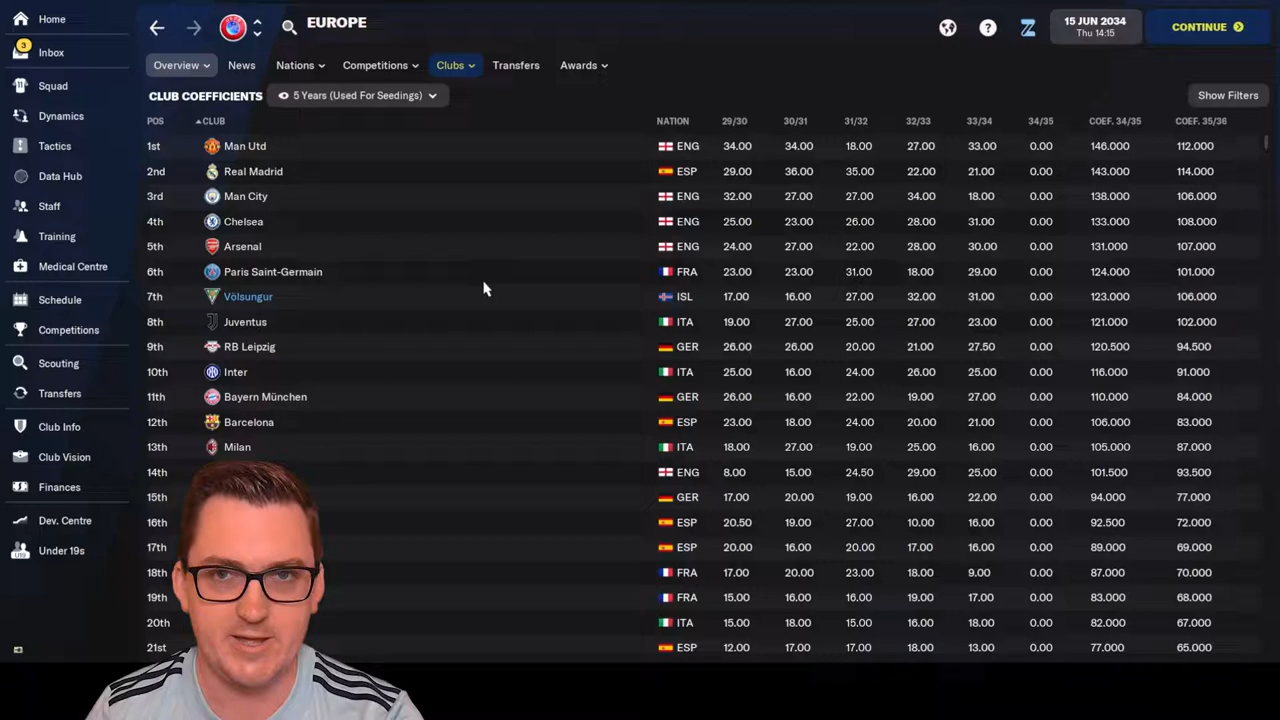 Home
EUROPE
15 JUN 2034
Thu 14:15
CONTINUE
3
Inbox
Overview News Nations Competitions Clubs Transfers Awards
Squad
CLUB COEFFICIENTS 5 Years (Used For Seedings) Show Filters
Dynamics
POS CLUB NATION 29/30 30/31 31/32 32/33 33/34 34/35 COEF. 34/35 COEF. 35/36
Tactics
1st Man Utd ENG 34.00 34.00 18.00 27.00 33.00 0.00 146.000 112.000
Data Hub
2nd Real Madrid ESP 29.00 36.00 35.00 22.00 21.00 0.00 143.000 114.000
Staff
3rd Man City ENG 32.00 27.00 27.00 34.00 18.00 0.00 138.000 106.000
4th Chelsea ENG 25.00 23.00 26.00 28.00 31.00 0.00 133.000 108.000
Training
5th Arsenal ENG 24.00 27.00 22.00 28.00 30.00 0.00 131.000 107.000
Medical Centre
6th Paris Saint-Germain FRA 23.00 23.00 31.00 18.00 29.00 0.00 124.000 101.000
Schedule
7th Völsungur ISL 17.00 16.00 27.00 32.00 31.00 0.00 123.000 106.000
Competitions
8th Juventus ITA 19.00 27.00 25.00 27.00 23.00 0.00 121.000 102.000
9th RB Leipzig GER 26.00 26.00 20.00 21.00 27.50 0.00 120.500 94.500
Scouting
10th Inter ITA 25.00 16.00 24.00 26.00 25.00 0.00 116.000 91.000
Transfers
11th Bayern München GER 26.00 16.00 22.00 19.00 27.00 0.00 110.000 84.000
Club Info
12th Barcelona ESP 23.00 18.00 24.00 20.00 21.00 0.00 106.000 83.000
Club Vision
13th Milan ITA 18.00 27.00 19.00 25.00 16.00 0.00 105.000 87.000
14th ENG 8.00 15.00 24.50 29.00 25.00 0.00 101.500 93.500
Finances
15th GER 17.00 20.00 19.00 16.00 22.00 0.00 94.000 77.000
Dev. Centre
16th ESP 20.50 19.00 27.00 10.00 16.00 0.00 92.500 72.000
U19
Under 19s
17th ESP 20.00 16.00 20.00 17.00 16.00 0.00 89.000 69.000
18th FRA 17.00 20.00 23.00 18.00 9.00 0.00 87.000 70.000
19th FRA 15.00 16.00 16.00 19.00 17.00 0.00 83.000 68.000
20th ITA 15.00 18.00 15.00 16.00 18.00 0.00 82.000 67.000
21st ESP 12.00 17.00 17.00 18.00 13.00 0.00 77.000 65.000